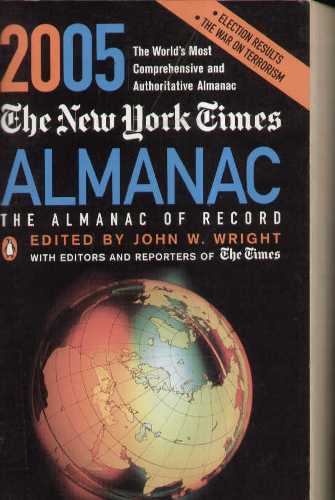 2005
The World's Most
Comprehensive and
Authoritative Almanac
• ELECTION RESULTS
• THE WAR ON TERRORISM
The New York Times
ALMANAC
THE ALMANAC OF RECORD
EDITED BY JOHN W. WRIGHT
WITH EDITORS AND REPORTERS OF The Times